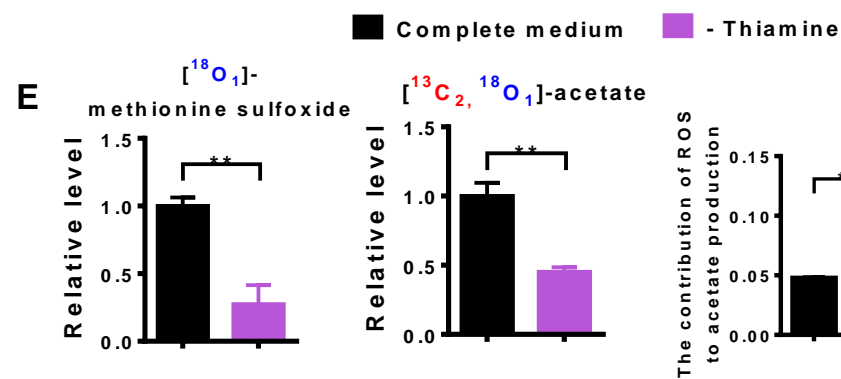 Complete medium - Thiamine
E
[18O1]-
methionine sulfoxide
Relative level
1.5
1.0
0.5
0.0
**
[13C2, 18O1]-acetate
Relative level
1.5
1.0
0.5
0.0
**
The contribution of ROS
to acetate production
0.15
0.10
0.05
0.00